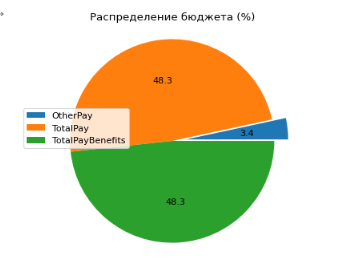 Распределение бюджета (%)
48.3
3.4
OtherPay
TotalPay
TotalPayBenefits
48.3